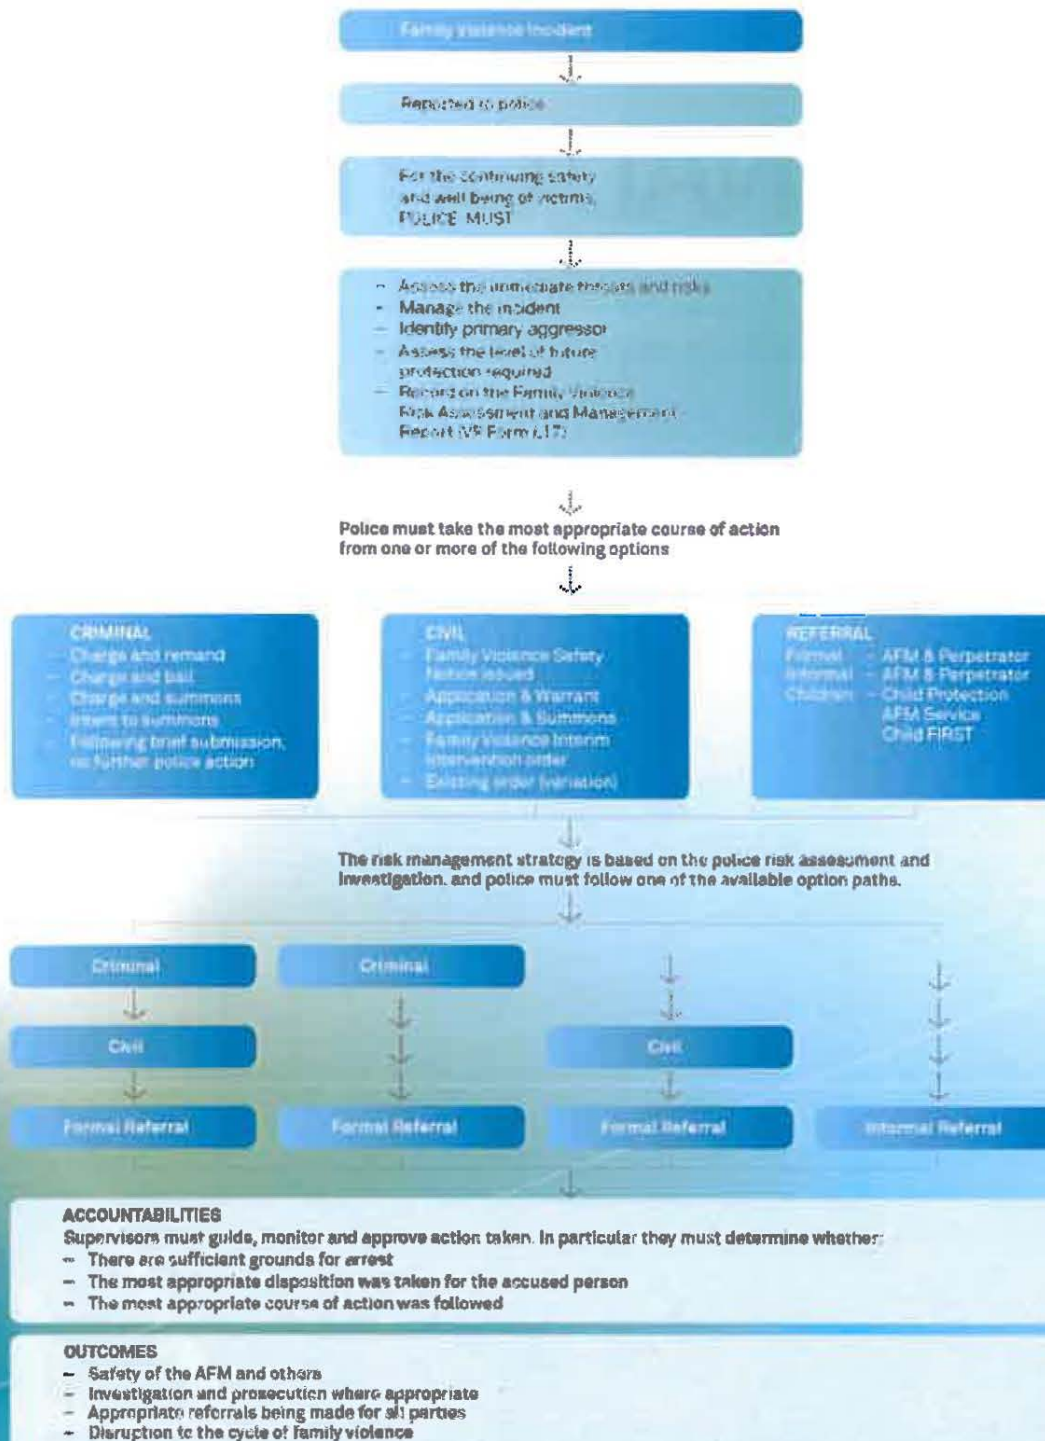 Family Violence Incident
Reported to police
For the continuing safety
and well being of victims,
POLICE MUST
- Assess the immediate threats and risks
- Manage the incident
- Identify primary aggressor
- Assess the level of future
protection required
- Record on the Family Violence
Risk Assessment and Management
Report (VP Form L17)
Police must take the most appropriate course of action
from one or more of the following options
CRIMINAL
- Charge and remand
- Charge and bail
- Charge and summons
- Intent to summons
- Following brief submission,
no further police action
CIVIL
- Family Violence Safety
Notice issued
- Application & Warrant
- Application & Summons
- Family Violence Interim
Intervention order
- Existing order (variation)
REFERRAL
Formal - AFM & Perpetrator
Informal - AFM & Perpetrator
Children - Child Protection
AFM Service
Child FIRST
The risk management strategy is based on the police risk assessment and
investigation, and police must follow one of the available option paths.
Criminal
Criminal
Civil
Civil
Formal Referral
Formal Referral
Formal Referral
Informal Referral
ACCOUNTABILITIES
Supervisors must guide, monitor and approve action taken. In particular they must determine whether:
- There are sufficient grounds for arrest
- The most appropriate disposition was taken for the accused person
- The most appropriate course of action was followed
OUTCOMES
- Safety of the AFM and others
- Investigation and prosecution where appropriate
- Appropriate referrals being made for all parties
- Disruption to the cycle of family violence